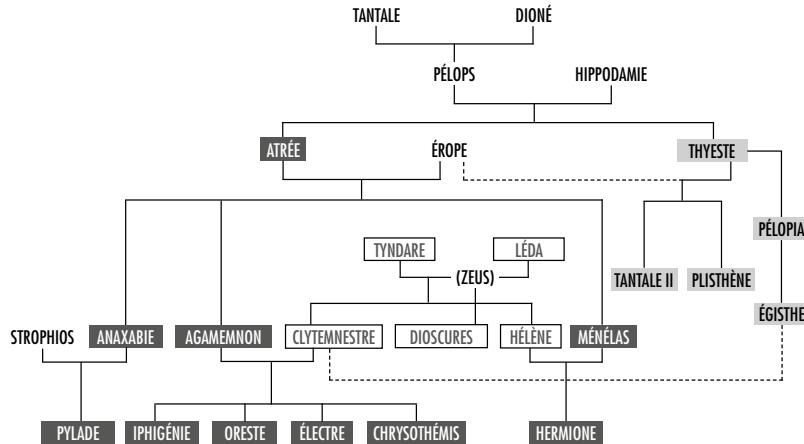 TANTALE DIONÉ
PÉLOPS HIPPODAMIE
ATRÉE ÉROPE THYESTE
PÉLOPIA
TYNDARE LÉDA
(ZEUS)
TANTALE II PLISTHÈNE
ÉGISTHE
STROPHIOS ANAXABIE AGAMEMNON CLYTEMNESTRE DIOSCURES HÉLÈNE MÉNÉLAS
PYLADE IPHIGÉNIE ORESTE ÉLECTRE CHRYSOTHÉMIS HERMIONE